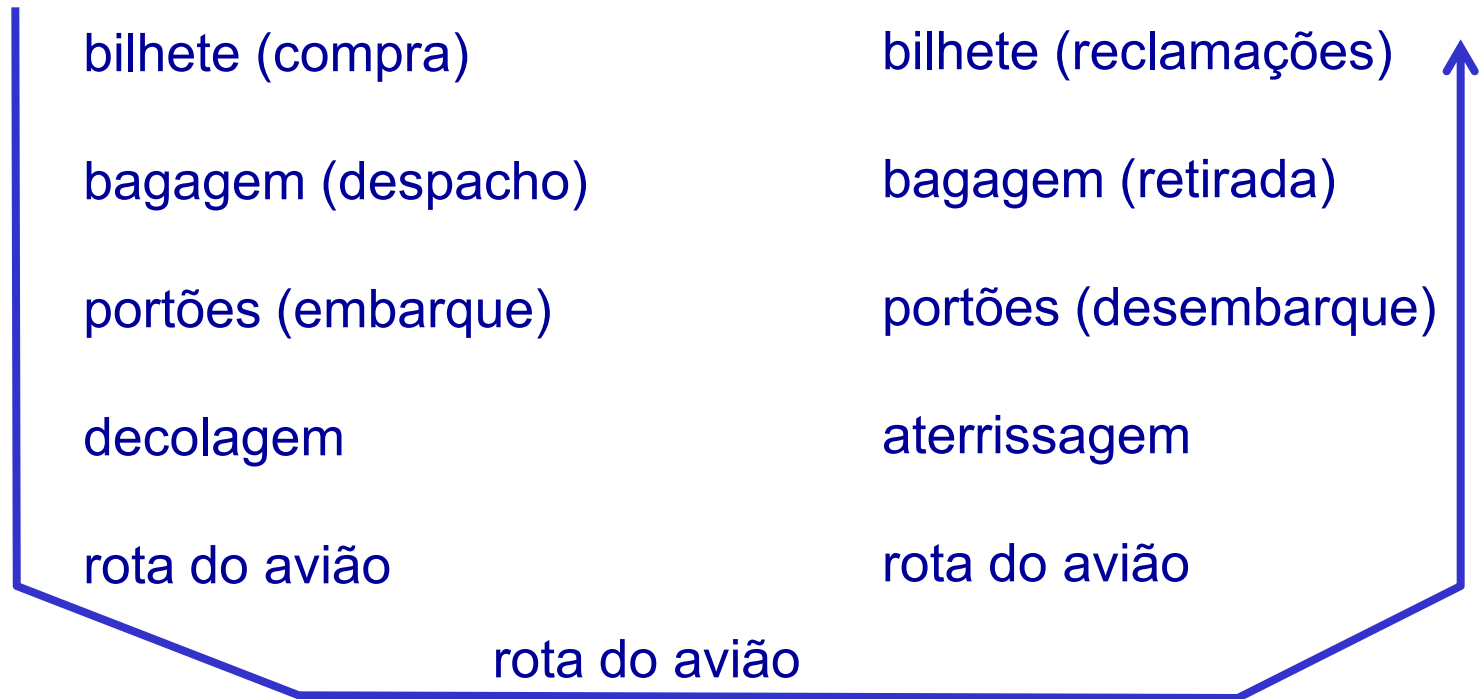 bilhete (compra)
bagagem (despacho)
portões (embarque)
decolagem
rota do avião
rota do avião
bilhete (reclamações)
bagagem (retirada)
portões (desembarque)
aterrissagem
rota do avião